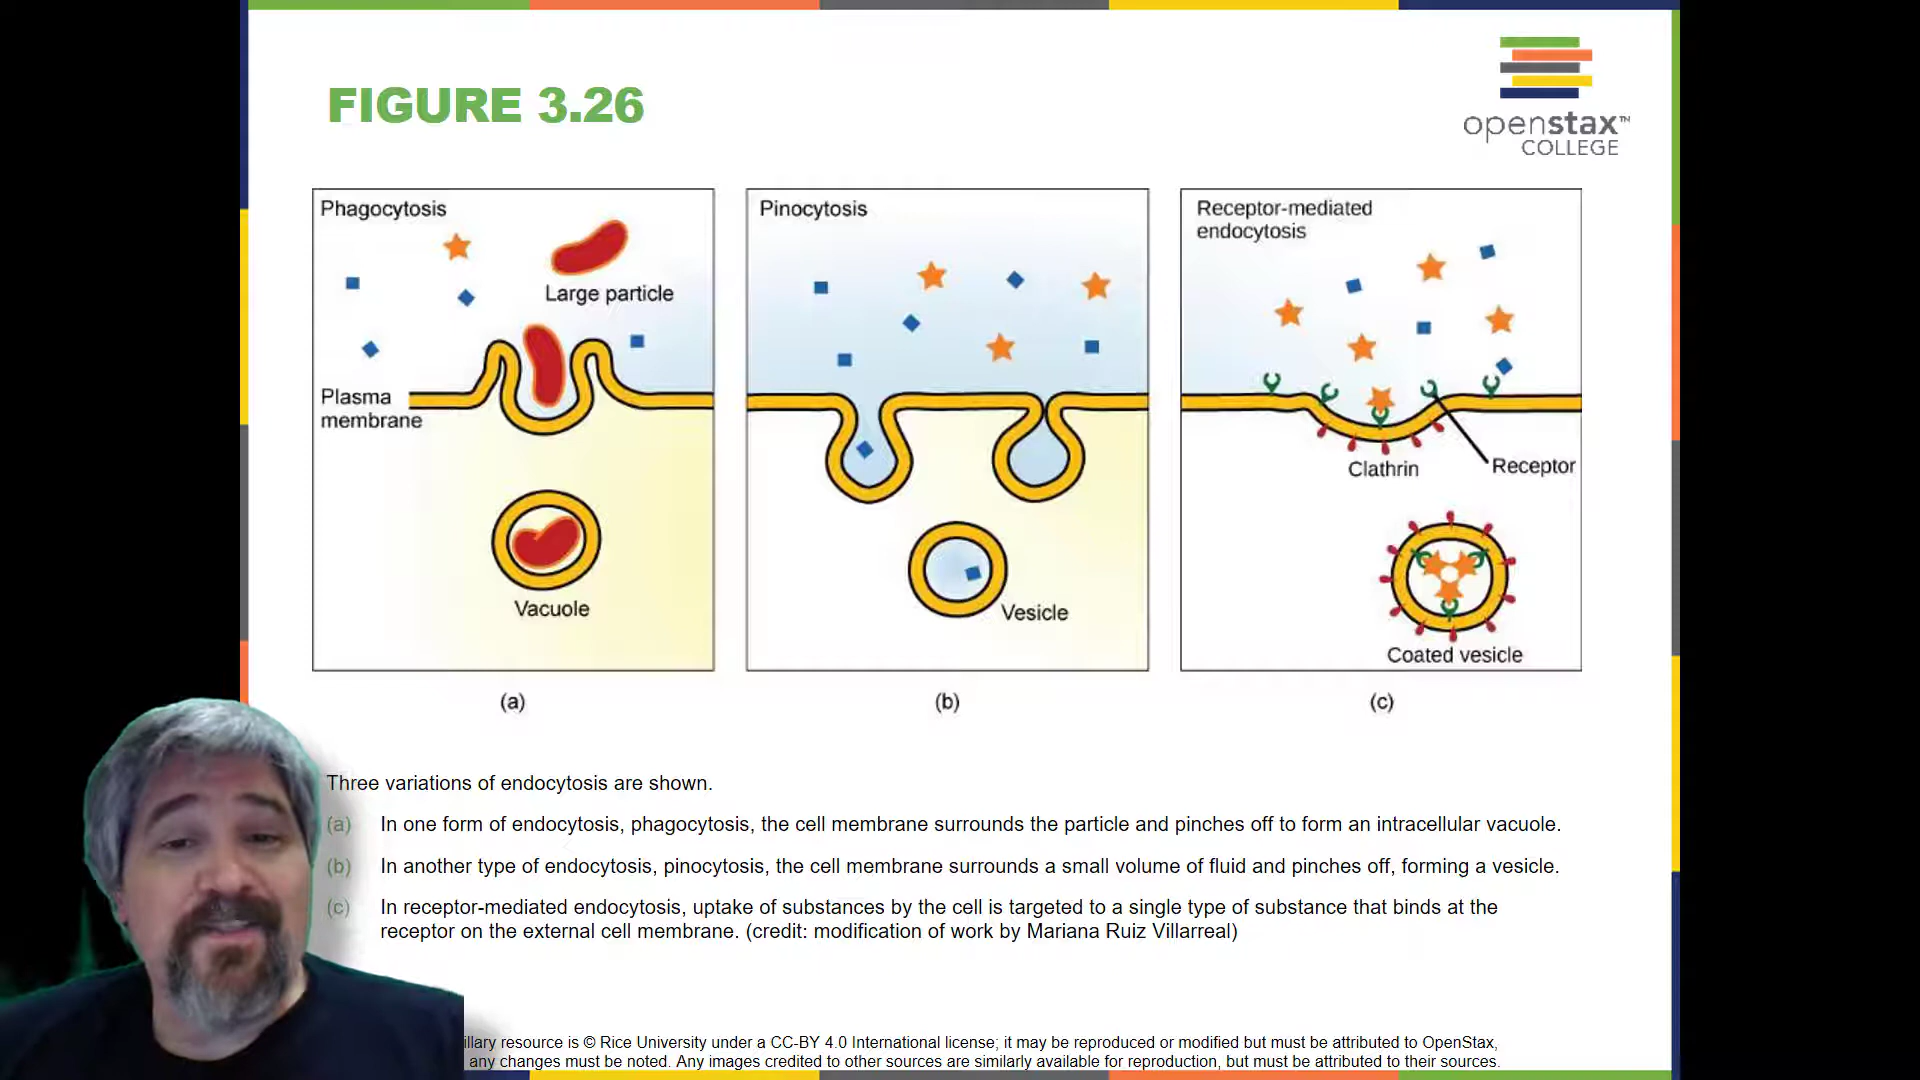 FIGURE 3.26
openstax™
COLLEGE
Phagocytosis
Large particle
Plasma
membrane
Vacuole
(a)
Pinocytosis
Vesicle
(b)
Receptor-mediated
endocytosis
Clathrin
Receptor
Coated vesicle
(c)
Three variations of endocytosis are shown.
(a) In one form of endocytosis, phagocytosis, the cell membrane surrounds the particle and pinches off to form an intracellular vacuole.
(b) In another type of endocytosis, pinocytosis, the cell membrane surrounds a small volume of fluid and pinches off, forming a vesicle.
(c) In receptor-mediated endocytosis, uptake of substances by the cell is targeted to a single type of substance that binds at the
receptor on the external cell membrane. (credit: modification of work by Mariana Ruiz Villarreal)
illary resource is © Rice University under a CC-BY 4.0 International license; it may be reproduced or modified but must be attributed to OpenStax,
any changes must be noted. Any images credited to other sources are similarly available for reproduction, but must be attributed to their sources.